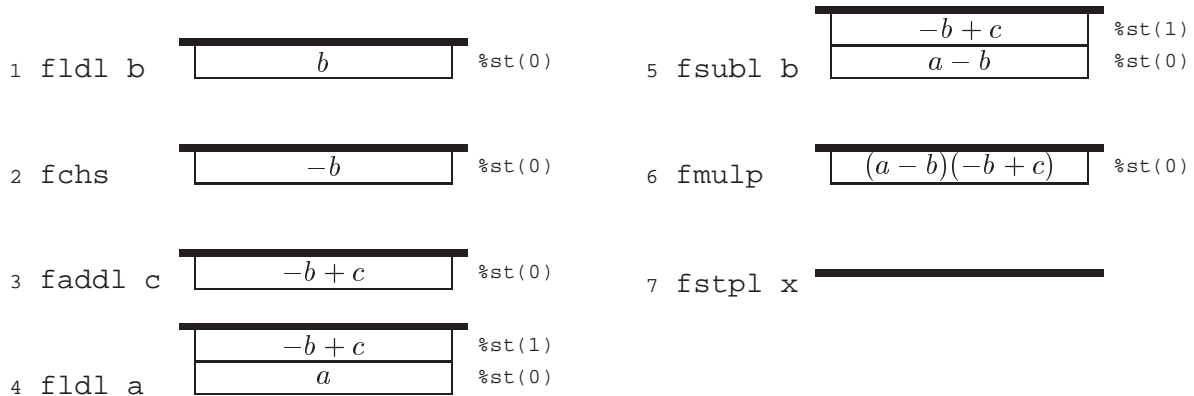 1 fldl b
b
%st(0)
2 fchs
−b
%st(0)
3 faddl c
−b + c
%st(0)
−b + c
%st(1)
4 fldl a
a
%st(0)
−b + c
%st(1)
5 fsubl b
a − b
%st(0)
6 fmulp
(a − b)(−b + c)
%st(0)
7 fstpl x